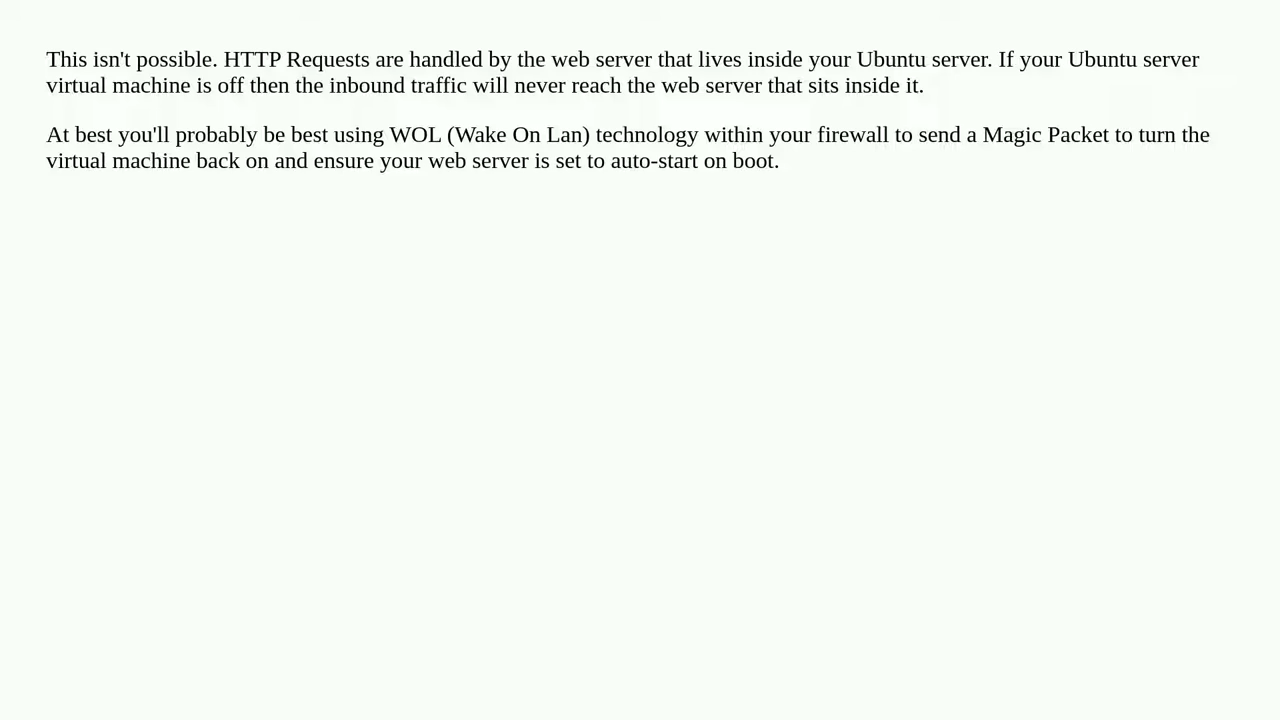 This isn't possible. HTTP Requests are handled by the web server that lives inside your Ubuntu server. If your Ubuntu server
virtual machine is off then the inbound traffic will never reach the web server that sits inside it.
At best you'll probably be best using WOL (Wake On Lan) technology within your firewall to send a Magic Packet to turn the
virtual machine back on and ensure your web server is set to auto-start on boot.